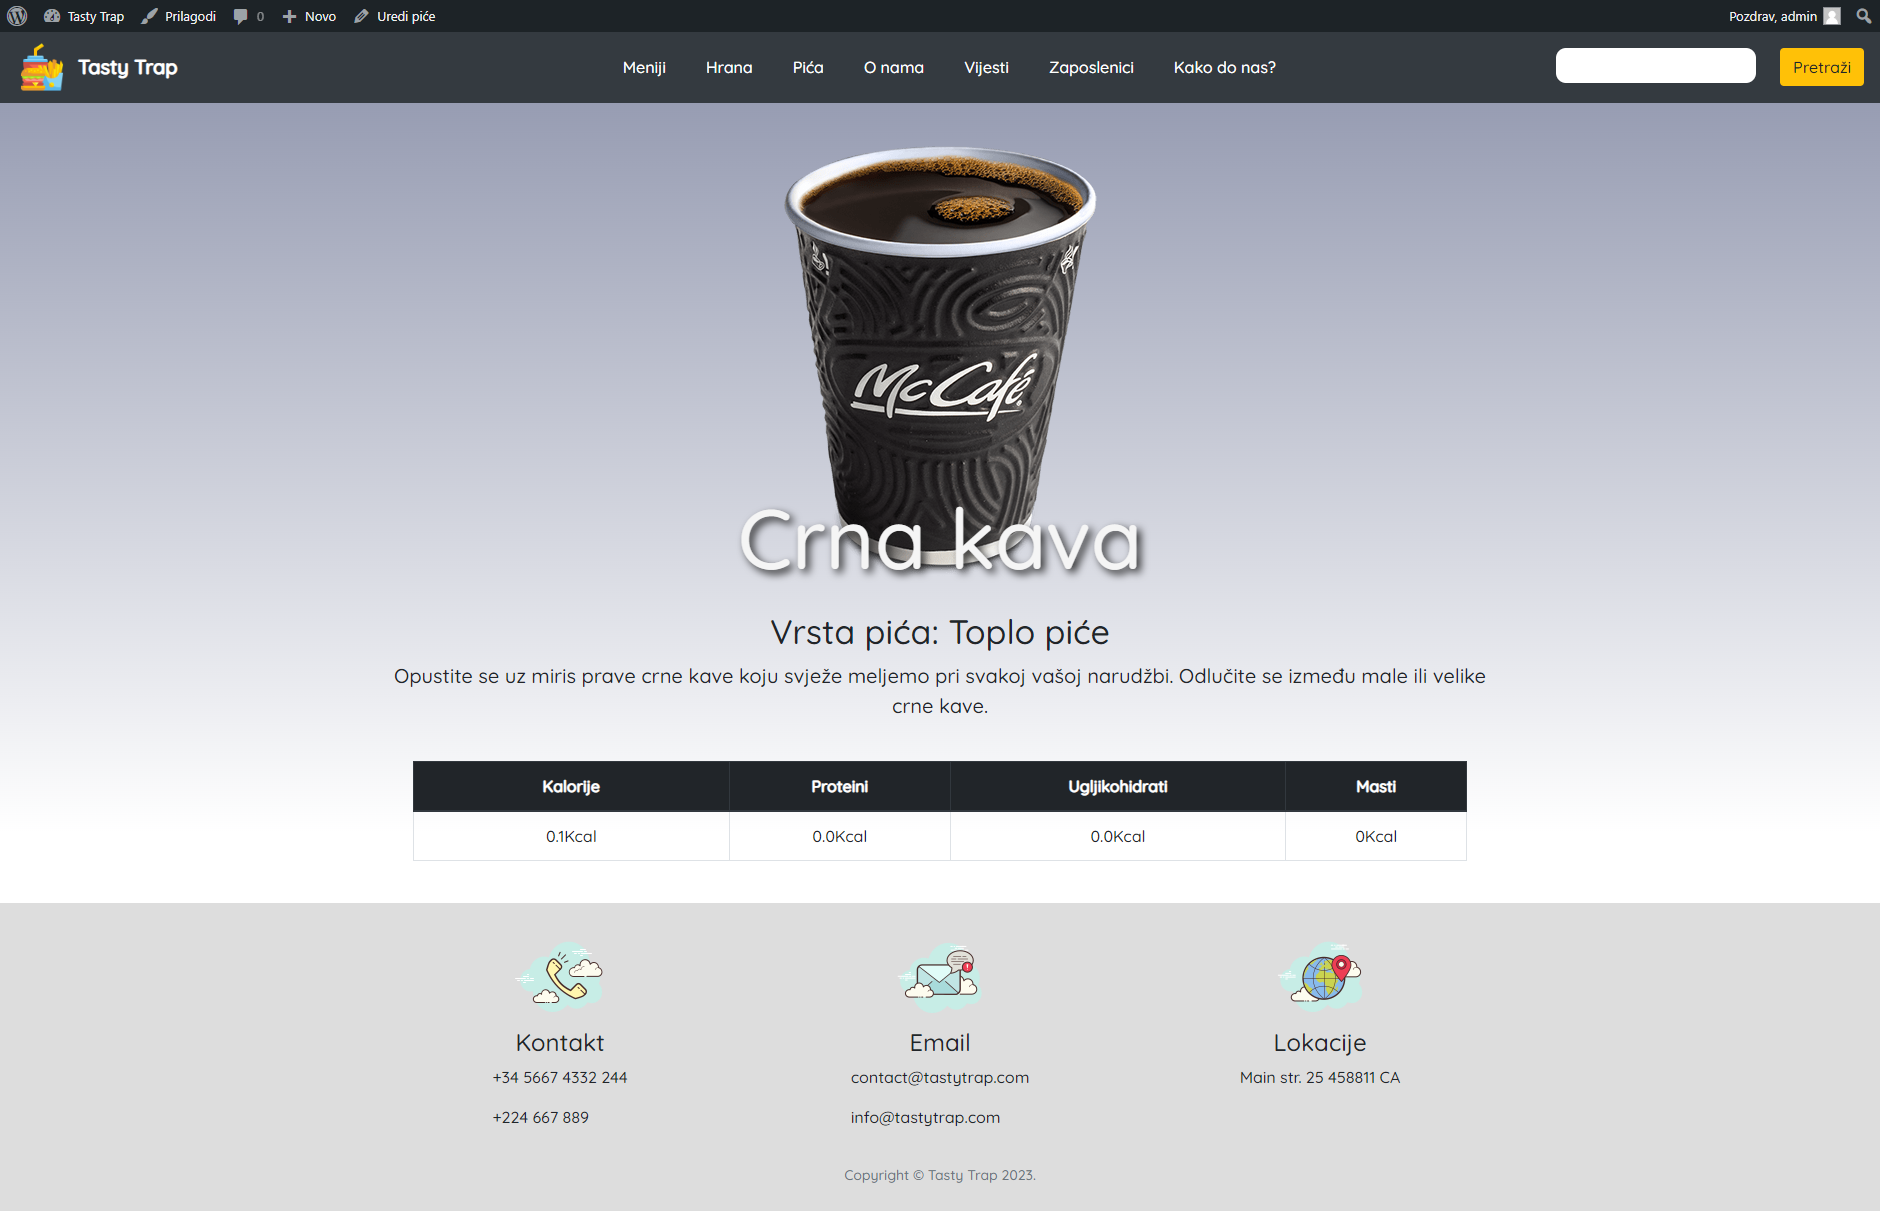 Tasty Trap Prilagodi 0 Novo Uredi piće Pozdrav, admin
Tasty Trap Meniji Hrana Pića O nama Vijesti Zaposlenici Kako do nas? Pretraži
McCafé
Crna kava
Vrsta pića: Toplo piće
Opustite se uz miris prave crne kave koju svježe meljemo pri svakoj vašoj narudžbi. Odlučite se između male ili velike
crne kave.
Kalorije Proteini Ugljikohidrati Masti
0.1Kcal 0.0Kcal 0.0Kcal 0Kcal
Kontakt Email Lokacije
+34 5667 4332 244 contact@tastytrap.com Main str. 25 458811 CA
+224 667 889 info@tastytrap.com
Copyright © Tasty Trap 2023.